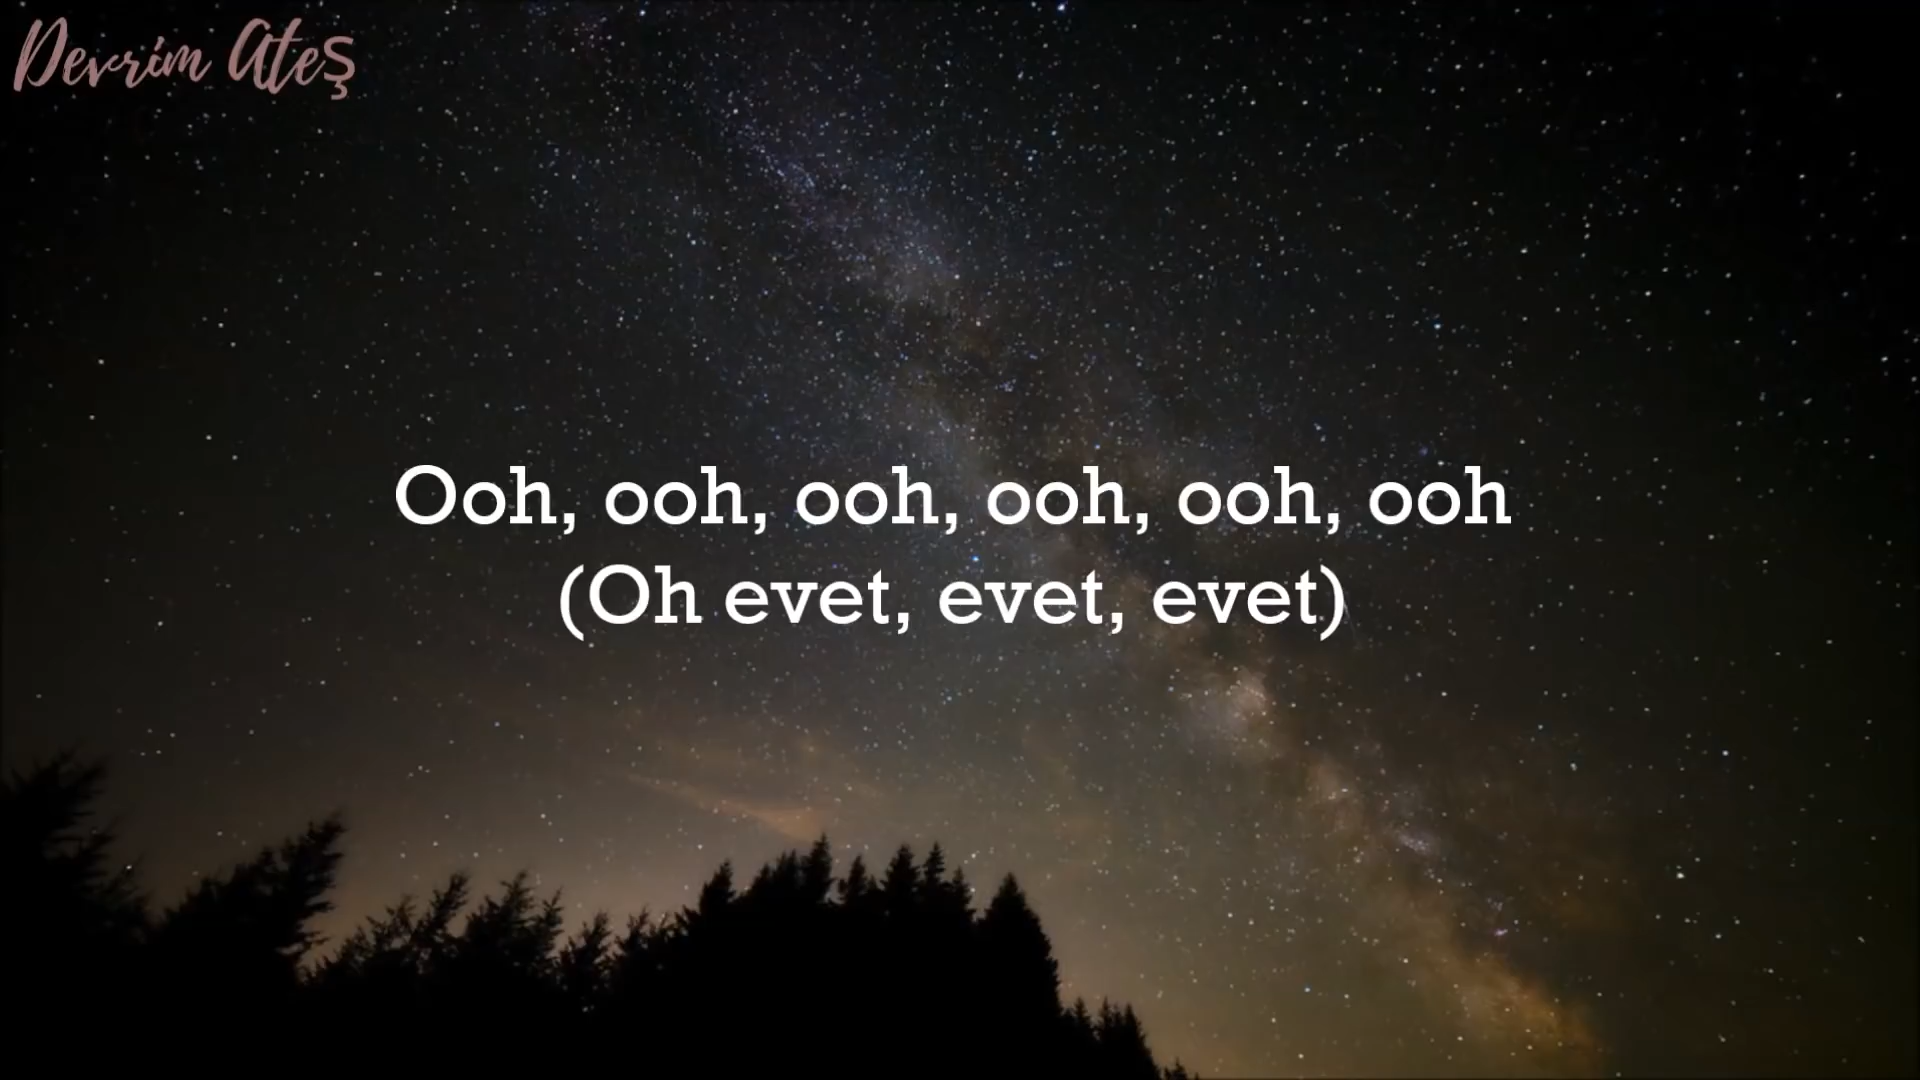 Devrim Ateş
Ooh, ooh, ooh, ooh, ooh, ooh
(Oh evet, evet, evet)